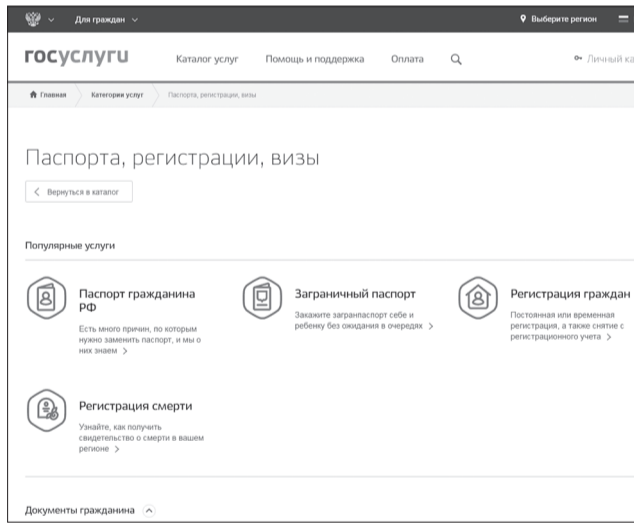 Для граждан
Выберите регион
госуслуги
Каталог услуг
Помощь и поддержка
Оплата
Личный ка
Главная
Категории услуг
Паспорта, регистрации, визы
Паспорта, регистрации, визы
Вернуться в каталог
Популярные услуги
Паспорт гражданина
РФ
Есть много причин, по которым
нужно заменить паспорт, и мы о
них знаем
Заграничный паспорт
Закажите загранпаспорт себе и
ребенку без ожидания в очередях
Регистрация граждан
Постоянная или временная
регистрация, а также снятие с
регистрационного учета
Регистрация смерти
Узнайте, как получить
свидетельство о смерти в вашем
регионе
Документы гражданина